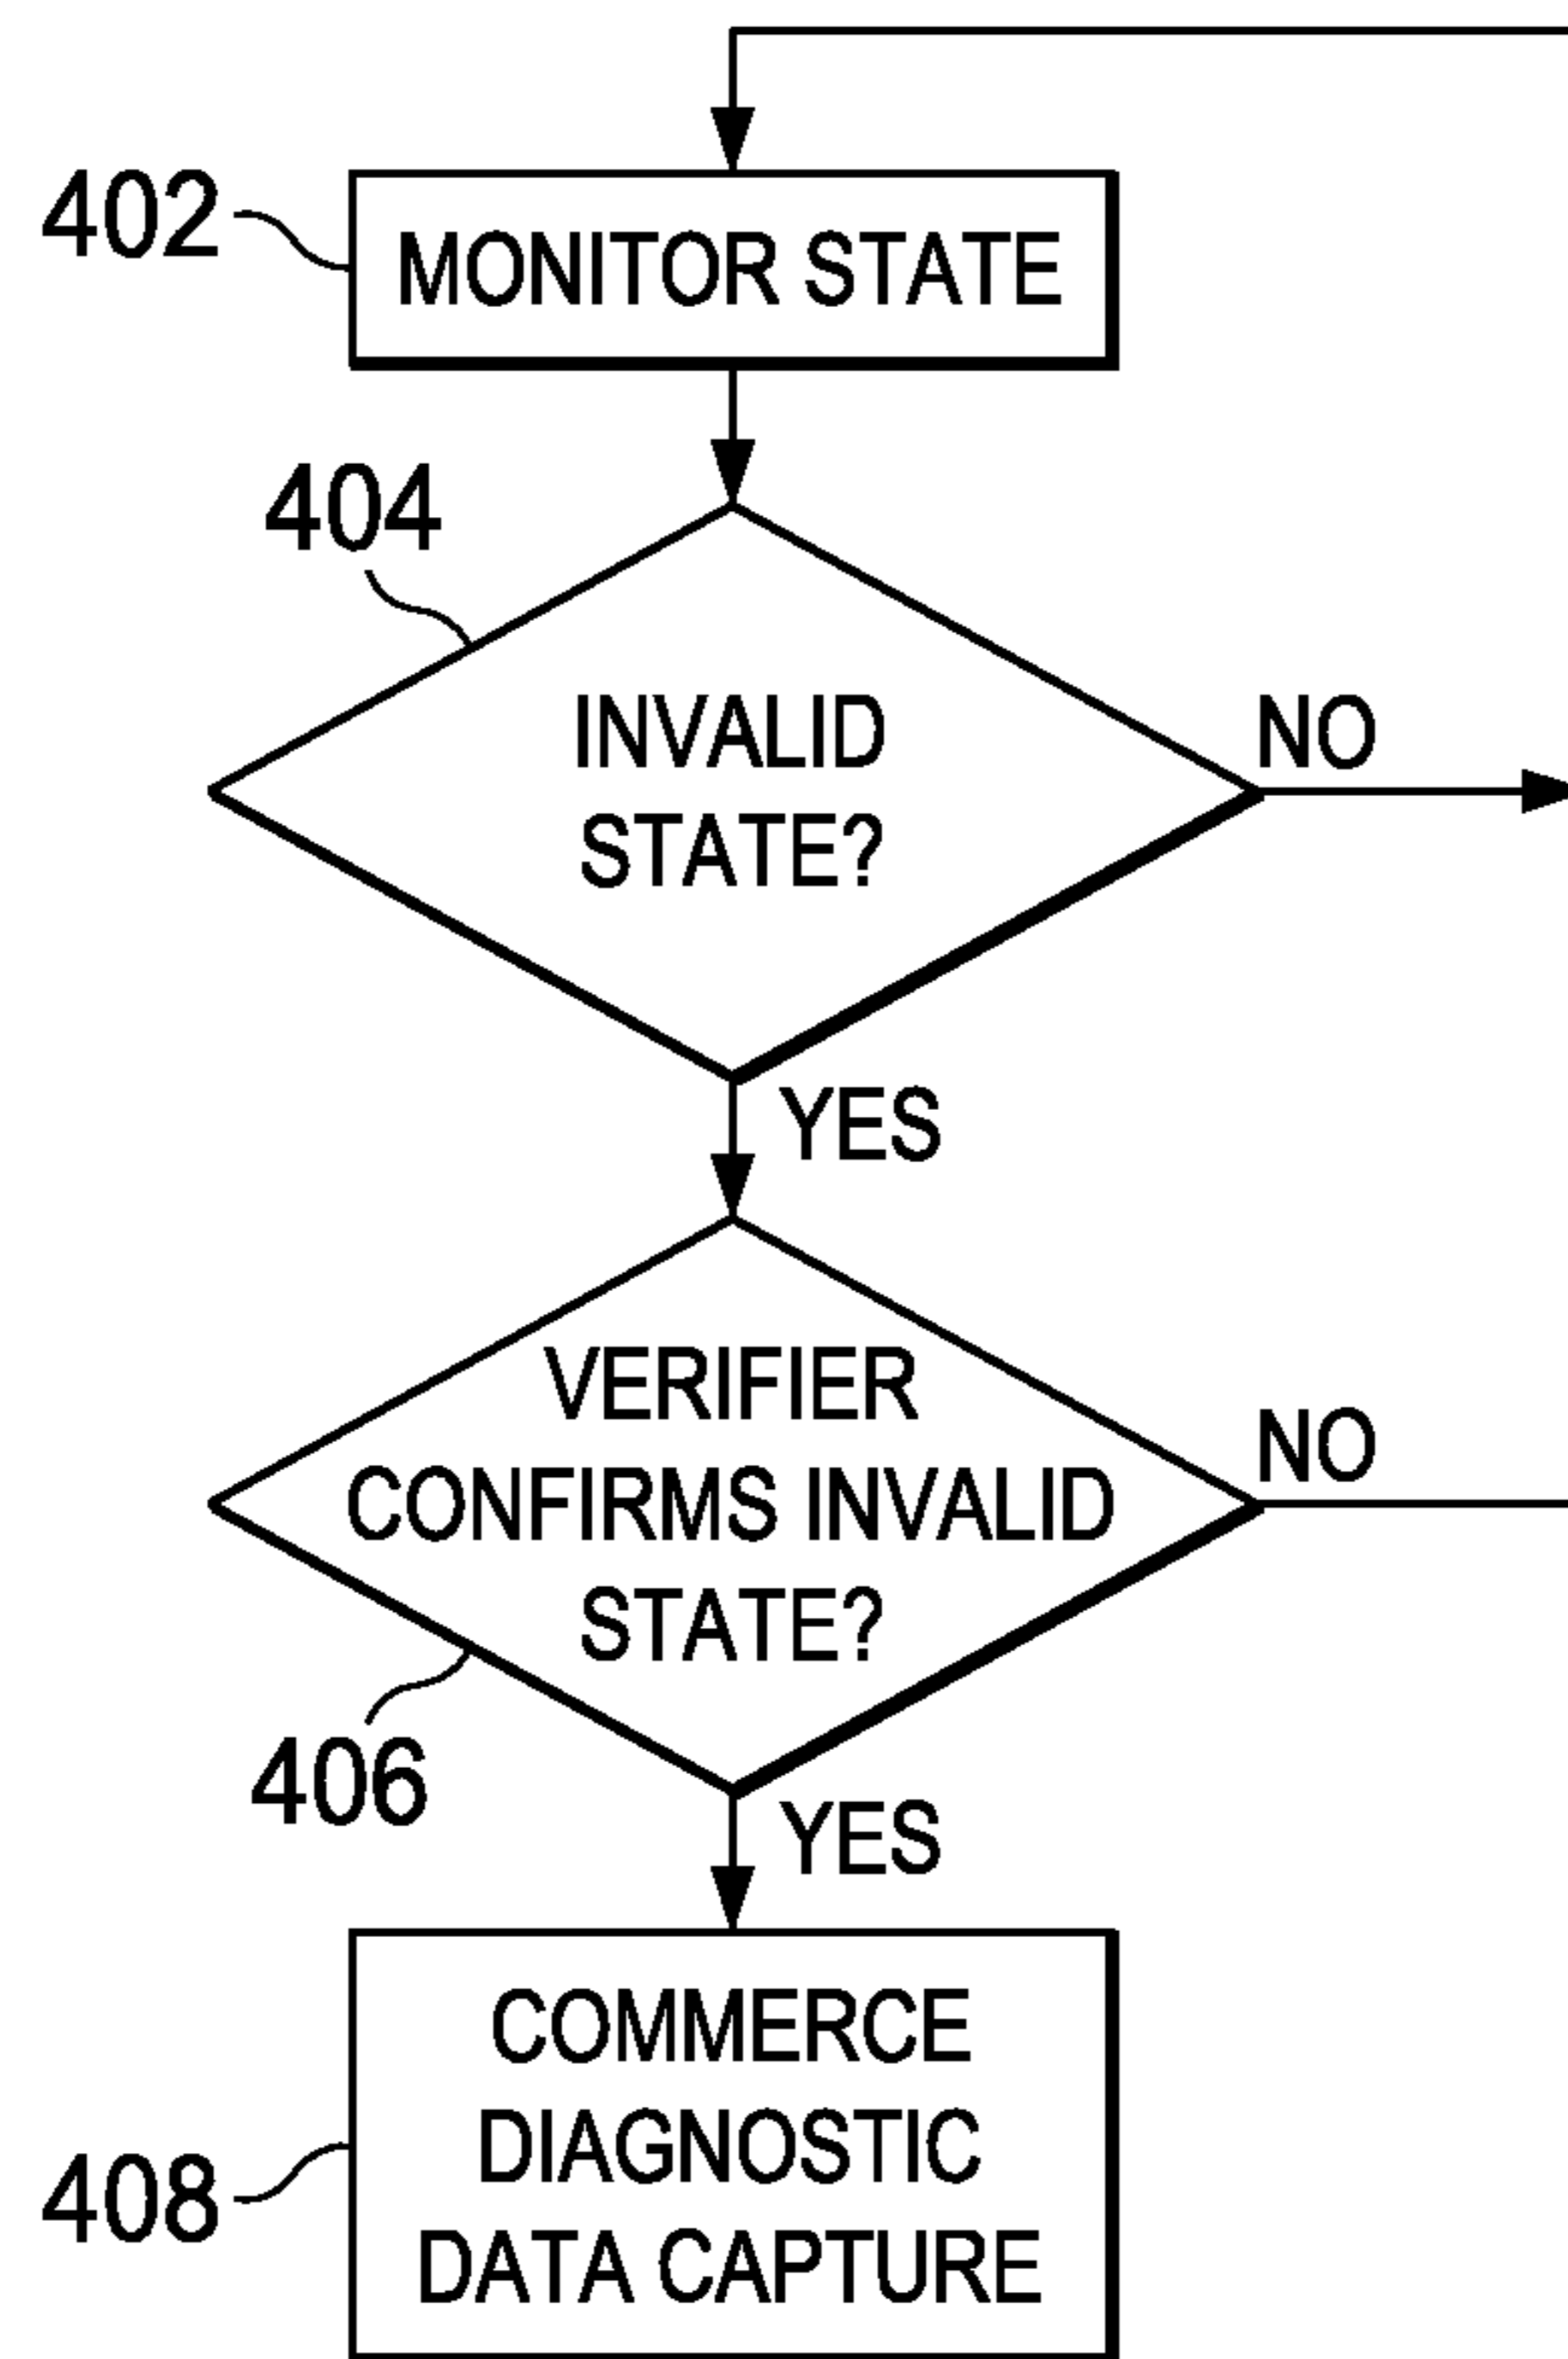 402
MONITOR STATE
404
INVALID
STATE?
NO
YES
VERIFIER
CONFIRMS INVALID
STATE?
NO
406
YES
COMMERCE
DIAGNOSTIC
DATA CAPTURE
408